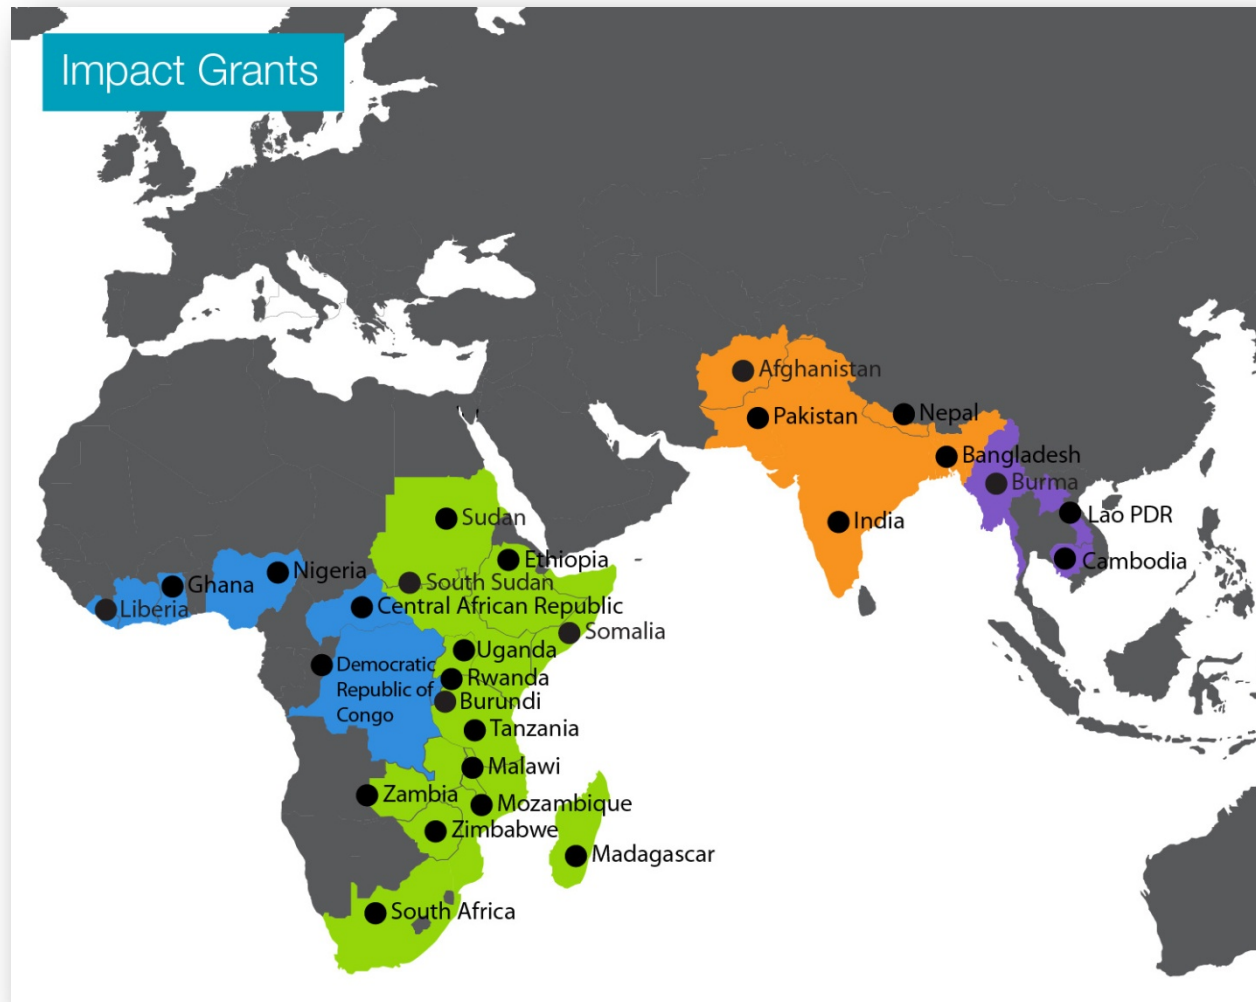 Impact Grants
Afghanistan
Pakistan
Nepal
Bangladesh
Burma
Lao PDR
India
Cambodia
Sudan
Ethiopia
Nigeria
South Sudan
Ghana
Liberia
Central African Republic
Somalia
Uganda
Democratic
Republic of
Congo
Rwanda
Burundi
Tanzania
Malawi
Zambia
Mozambique
Zimbabwe
Madagascar
South Africa